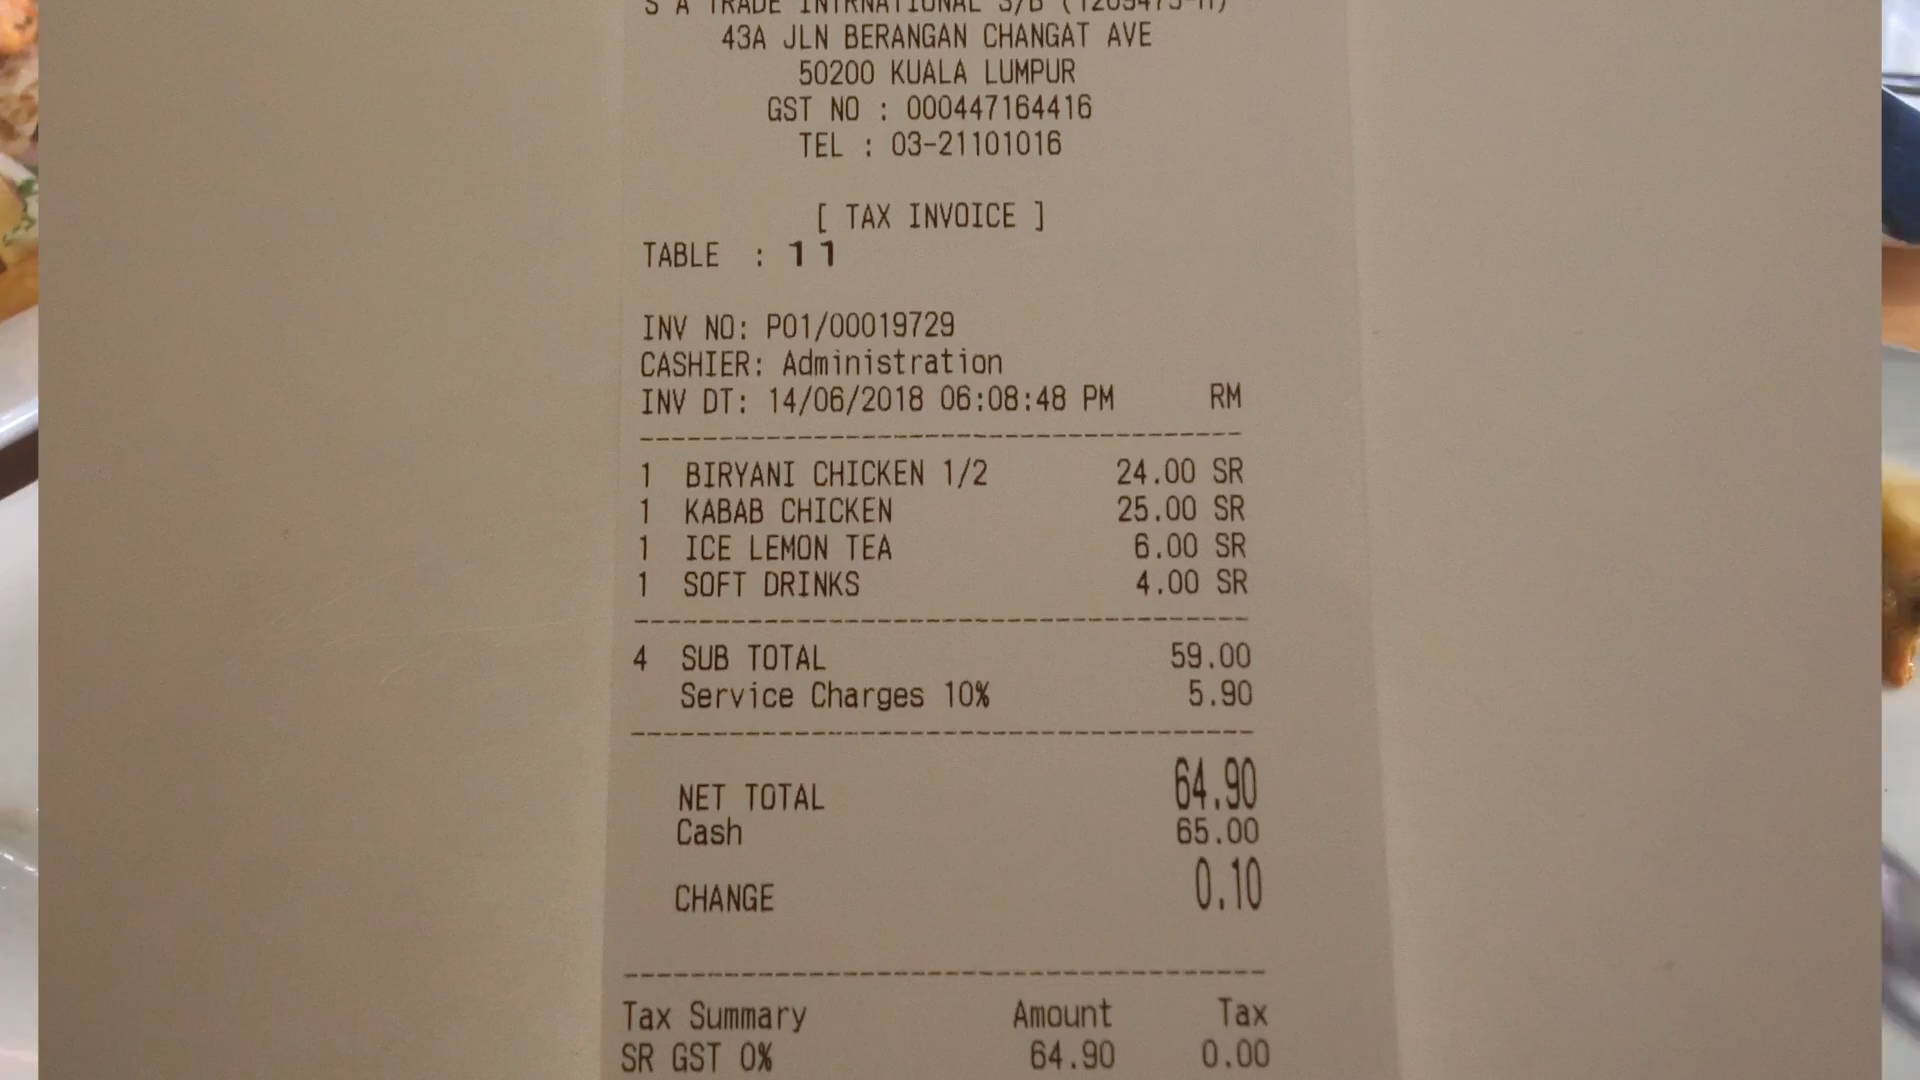 S A TRADE INTRNATIONAL S/B (1209475-H)
43A JLN BERANGAN CHANGAT AVE
50200 KUALA LUMPUR
GST NO : 000447164416
TEL : 03-21101016
[ TAX INVOICE ]
TABLE : 11
INV NO: P01/00019729
CASHIER: Administration
INV DT: 14/06/2018 06:08:48 PM RM
1 BIRYANI CHICKEN 1/2 24.00 SR
1 KABAB CHICKEN 25.00 SR
1 ICE LEMON TEA 6.00 SR
1 SOFT DRINKS 4.00 SR
4 SUB TOTAL 59.00
Service Charges 10% 5.90
NET TOTAL 64.90
Cash 65.00
CHANGE 0.10
Tax Summary Amount Tax
SR GST 0% 64.90 0.00